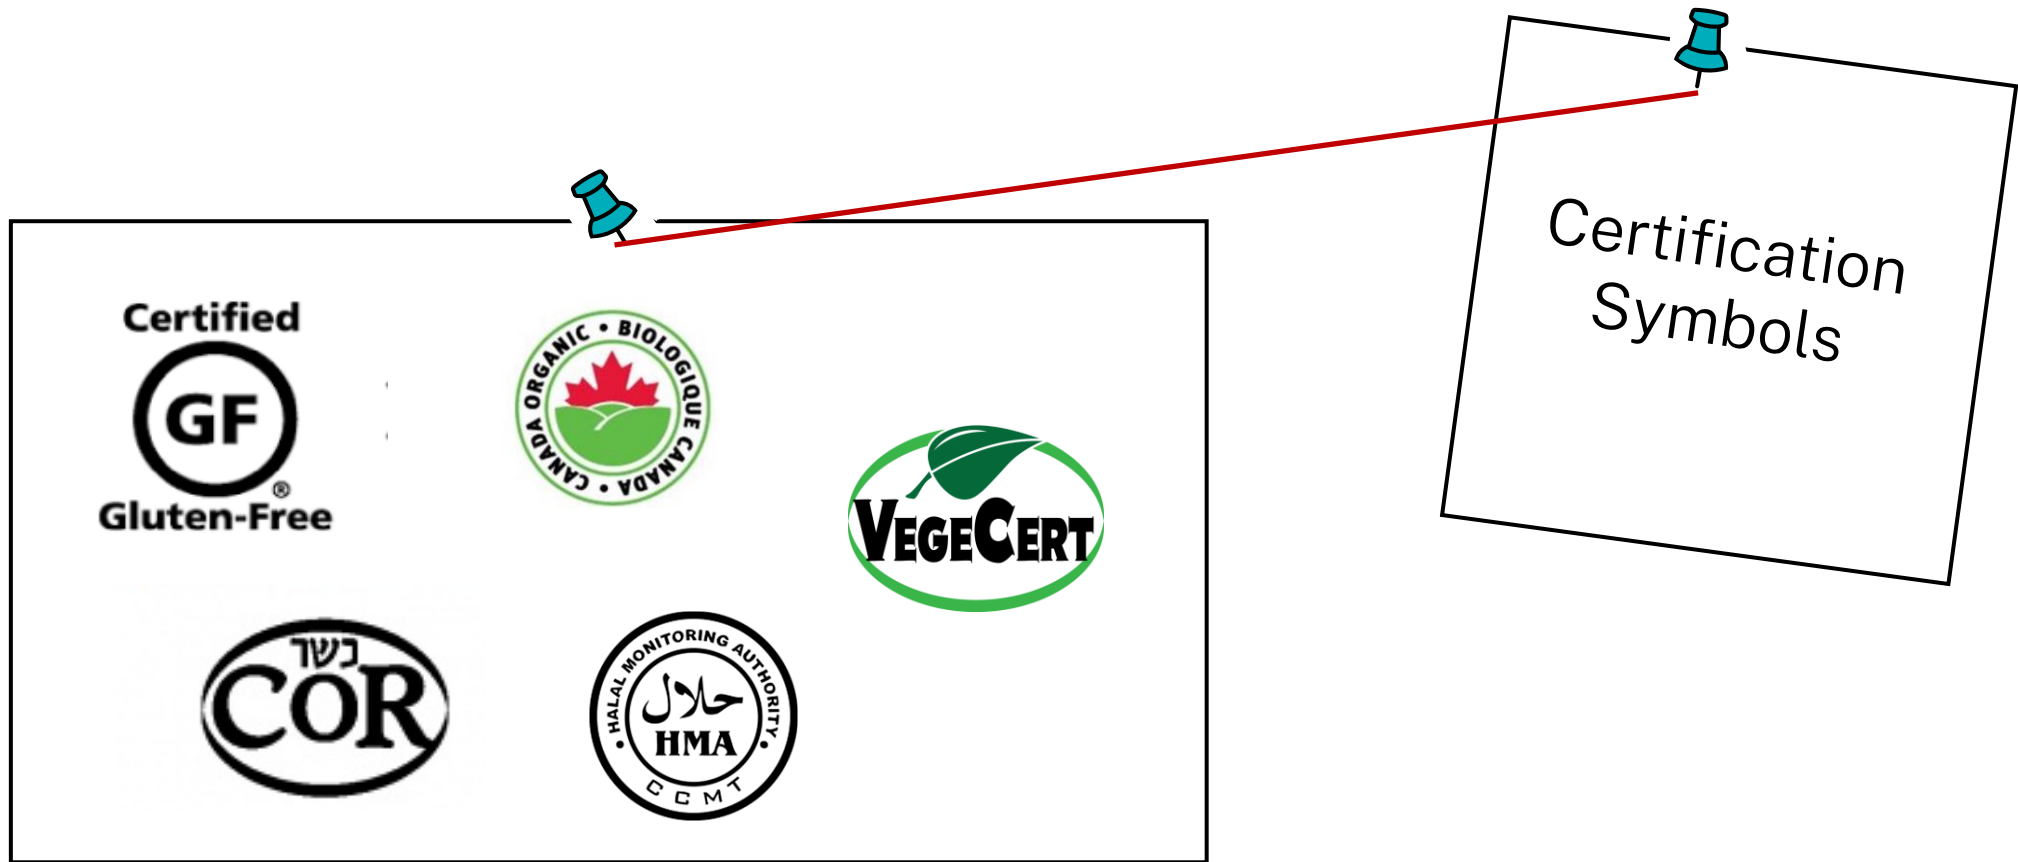 Certification
Symbols
Certified
GF
®
Gluten-Free
CANADA ORGANIC • BIOLOGIQUE CANADA •
VEGECERT
כשר
COR
• HALAL MONITORING AUTHORITY •
حلال
HMA
CCMT